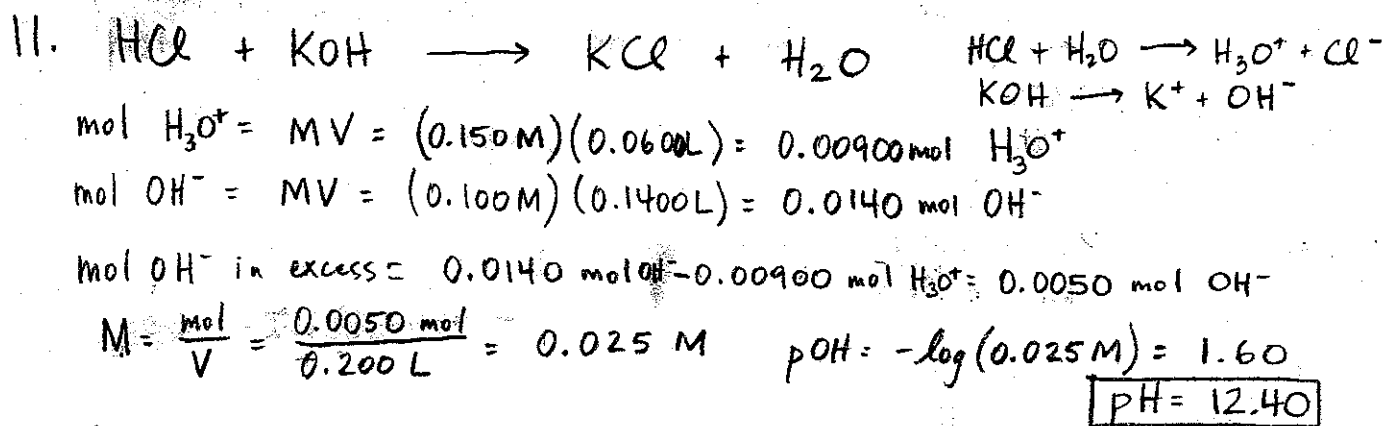 11. HCl + KOH ⟶ KCl + H₂O HCl + H₂O ⟶ H₃O⁺ + Cl⁻
KOH ⟶ K⁺ + OH⁻
mol H₃O⁺ = MV = (0.150 M)(0.0600L) = 0.00900 mol H₃O⁺
mol OH⁻ = MV = (0.100M)(0.1400L) = 0.0140 mol OH⁻
mol OH⁻ in excess = 0.0140 mol OH⁻ - 0.00900 mol H₃O⁺ = 0.0050 mol OH⁻
M = mol/V = 0.0050 mol/0.200 L = 0.025 M pOH = -log(0.025M) = 1.60
pH = 12.40